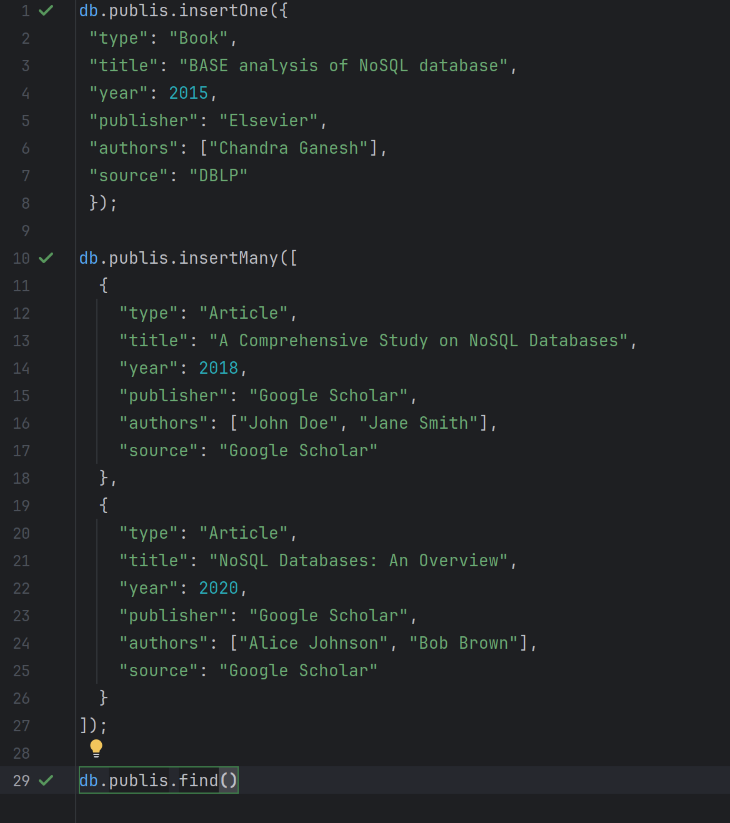 1 db.publis.insertOne({
2 "type": "Book",
3 "title": "BASE analysis of NoSQL database",
4 "year": 2015,
5 "publisher": "Elsevier",
6 "authors": ["Chandra Ganesh"],
7 "source": "DBLP"
8 });
9
10 db.publis.insertMany([
11 {
12 "type": "Article",
13 "title": "A Comprehensive Study on NoSQL Databases",
14 "year": 2018,
15 "publisher": "Google Scholar",
16 "authors": ["John Doe", "Jane Smith"],
17 "source": "Google Scholar"
18 },
19 {
20 "type": "Article",
21 "title": "NoSQL Databases: An Overview",
22 "year": 2020,
23 "publisher": "Google Scholar",
24 "authors": ["Alice Johnson", "Bob Brown"],
25 "source": "Google Scholar"
26 }
27 ]);
28
29 db.publis.find()